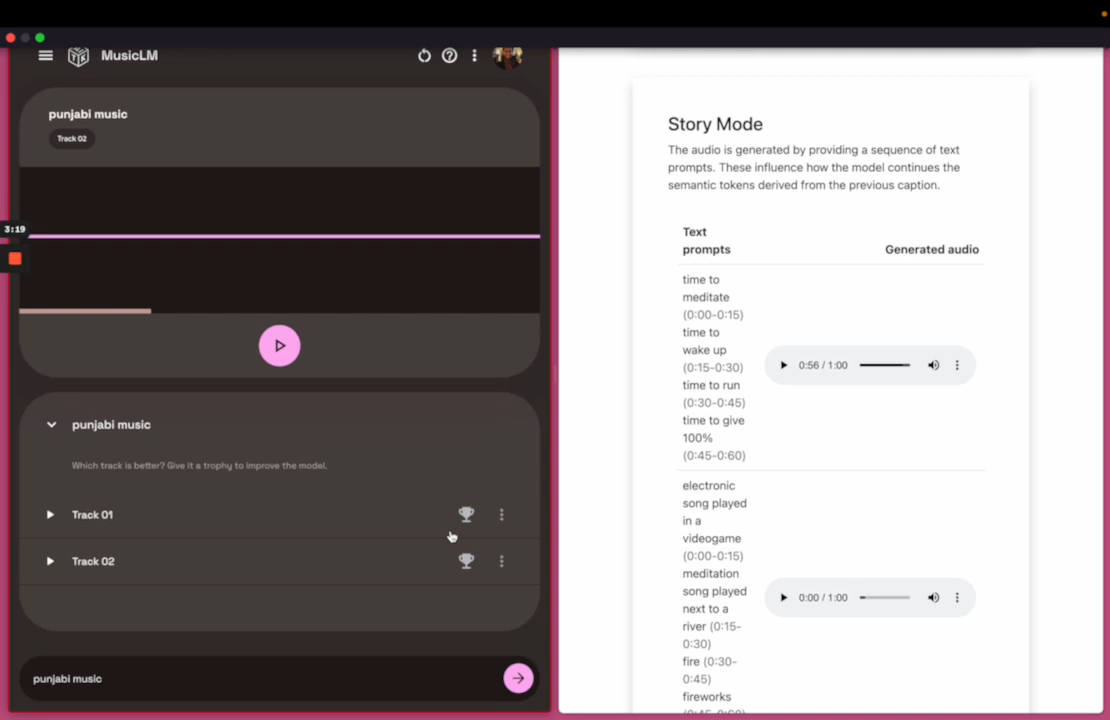 MusicLM
punjabi music
Track 02
3:19
punjabi music
Which track is better? Give it a trophy to improve the model.
Track 01
Track 02
punjabi music
Story Mode
The audio is generated by providing a sequence of text
prompts. These influence how the model continues the
semantic tokens derived from the previous caption.
Text
prompts
Generated audio
time to
meditate
(0:00-0:15)
time to
wake up
(0:15-0:30)
time to run
(0:30-0:45)
time to give
100%
(0:45-0:60)
0:56 / 1:00
electronic
song played
in a
videogame
(0:00-0:15)
meditation
song played
next to a
river (0:15-
0:30)
fire (0:30-
0:45)
fireworks
(0:45-0:60)
0:00 / 1:00